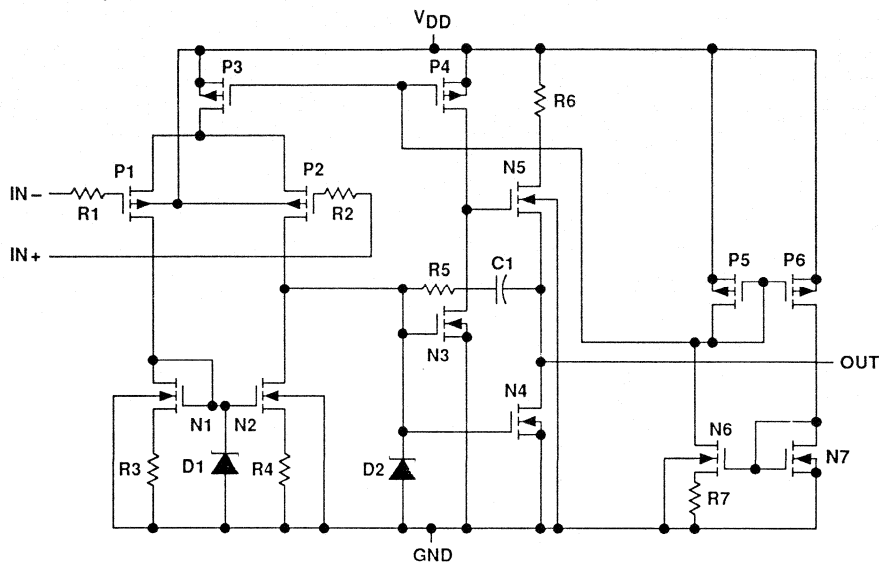 VDD
P3
P4
R6
P1
P2
N5
IN−
R1
R2
IN+
R5
C1
P5
P6
N3
OUT
N1
N2
N4
N6
N7
R3
D1
R4
D2
R7
GND